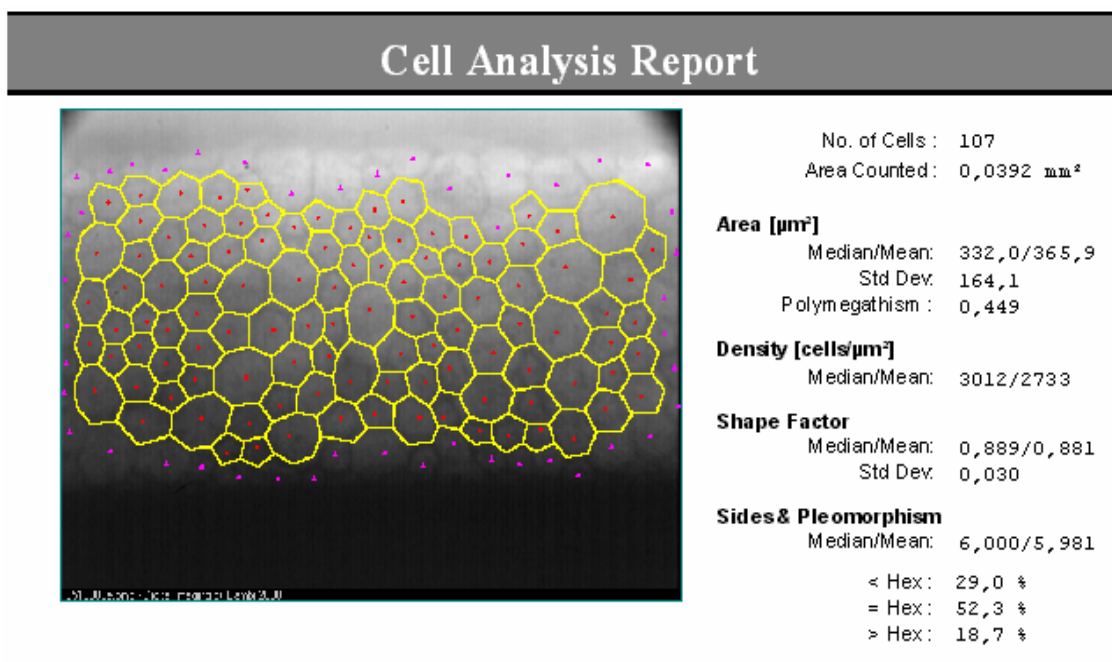 Cell Analysis Report
No. of Cells : 107
Area Counted : 0,0392 mm²
Area [µm²]
Median/Mean: 332,0/365,9
Std Dev: 164,1
Polymegathism : 0,449
Density [cells/µm²]
Median/Mean: 3012/2733
Shape Factor
Median/Mean: 0,889/0,881
Std Dev: 0,030
Sides & Pleomorphism
Median/Mean: 6,000/5,981
< Hex : 29,0 %
= Hex : 52,3 %
> Hex : 18,7 %